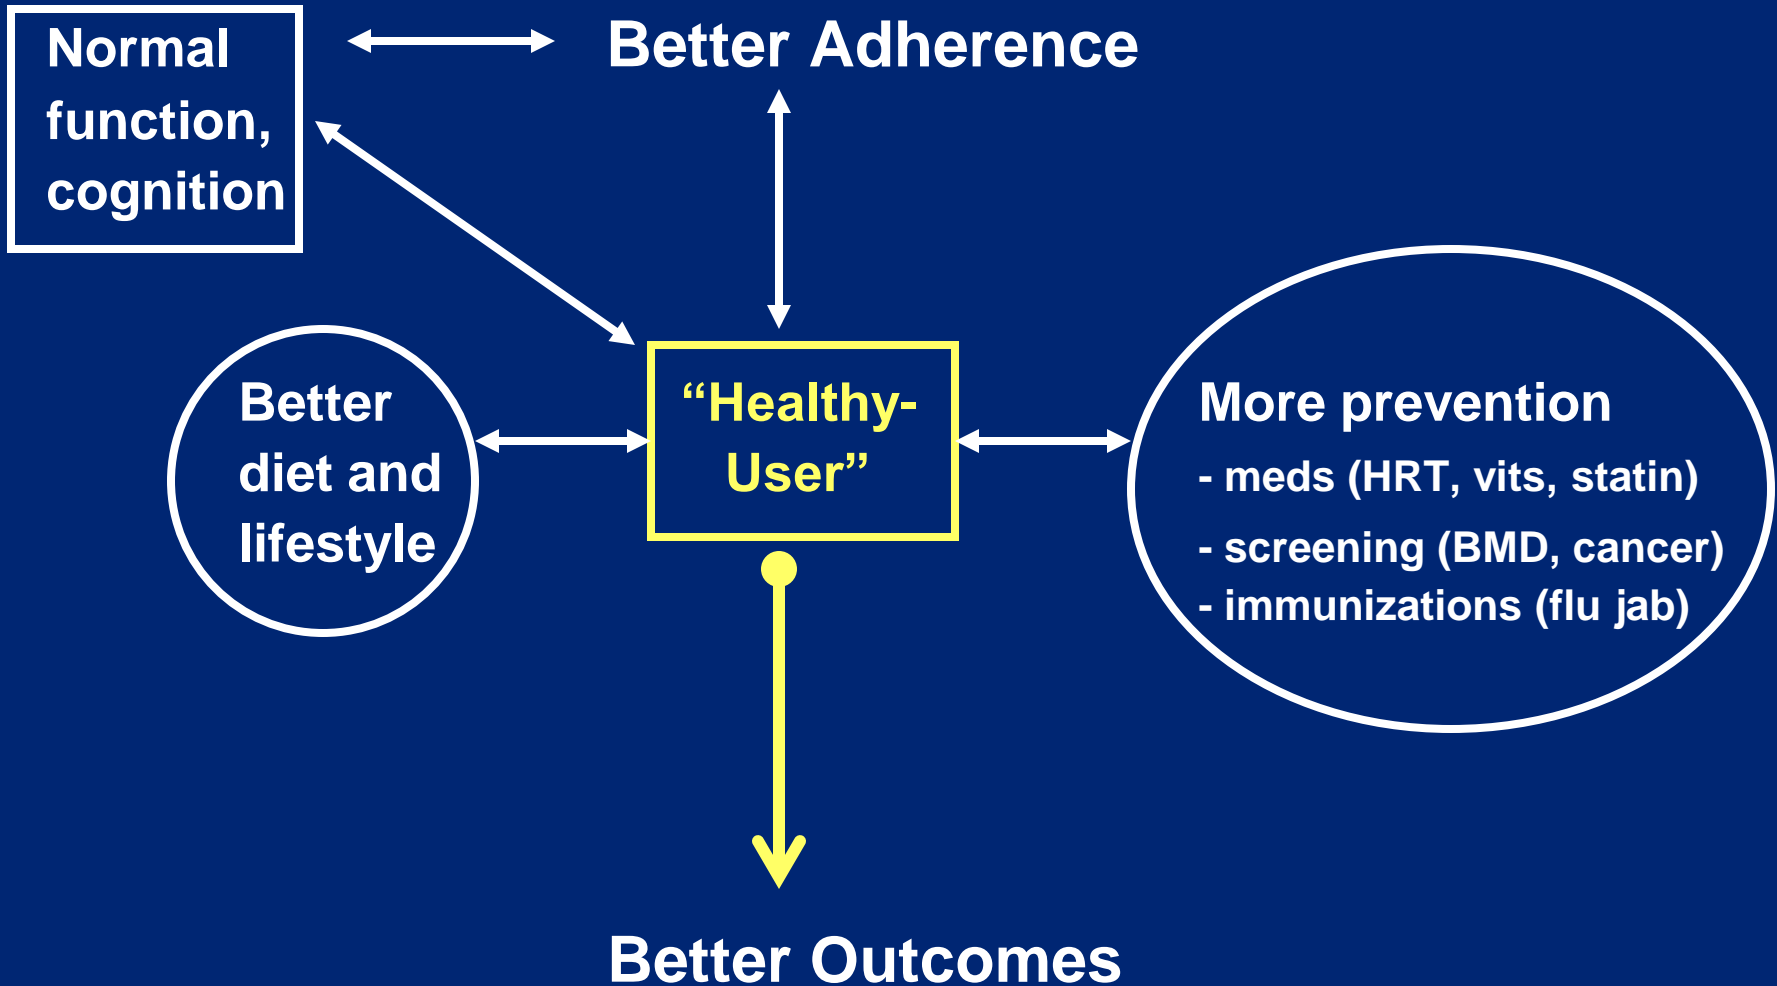 Normal
function,
cognition
Better Adherence
Better
diet and
lifestyle
“Healthy-
User”
More prevention
- meds (HRT, vits, statin)
- screening (BMD, cancer)
- immunizations (flu jab)
Better Outcomes